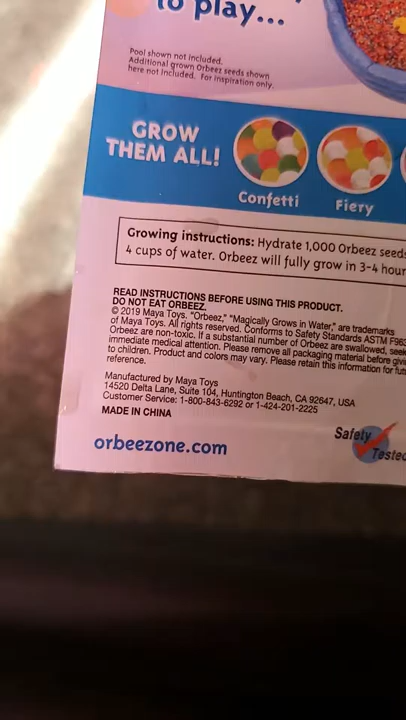 to play...
Pool shown not included.
Additional grown Orbeez seeds shown
here not included. For inspiration only.
GROW
THEM ALL!
Confetti
Fiery
Growing instructions: Hydrate 1,000 Orbeez seeds
4 cups of water. Orbeez will fully grow in 3-4 hour
READ INSTRUCTIONS BEFORE USING THIS PRODUCT.
DO NOT EAT ORBEEZ.
© 2019 Maya Toys. "Orbeez," "Magically Grows in Water," are trademarks
of Maya Toys. All rights reserved. Conforms to Safety Standards ASTM F963
Orbeez are non-toxic. If a substantial number of Orbeez are swallowed, seek
immediate medical attention. Please remove all packaging material before givi
to children. Product and colors may vary. Please retain this information for futu
reference.
Manufactured by Maya Toys
14520 Delta Lane, Suite 104, Huntington Beach, CA 92647, USA
Customer Service: 1-800-843-6292 or 1-424-201-2225
MADE IN CHINA
orbeezone.com
Safety
Tested